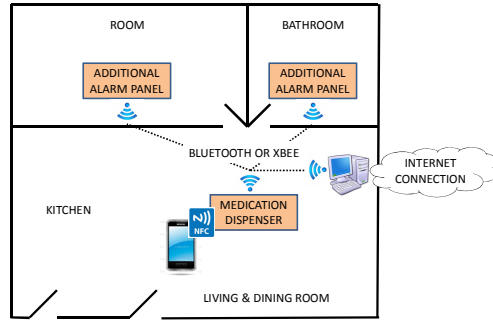 ROOM
BATHROOM
ADDITIONAL
ALARM PANEL
ADDITIONAL
ALARM PANEL
BLUETOOTH OR XBEE
INTERNET
CONNECTION
KITCHEN
MEDICATION
DISPENSER
NFC
LIVING & DINING ROOM